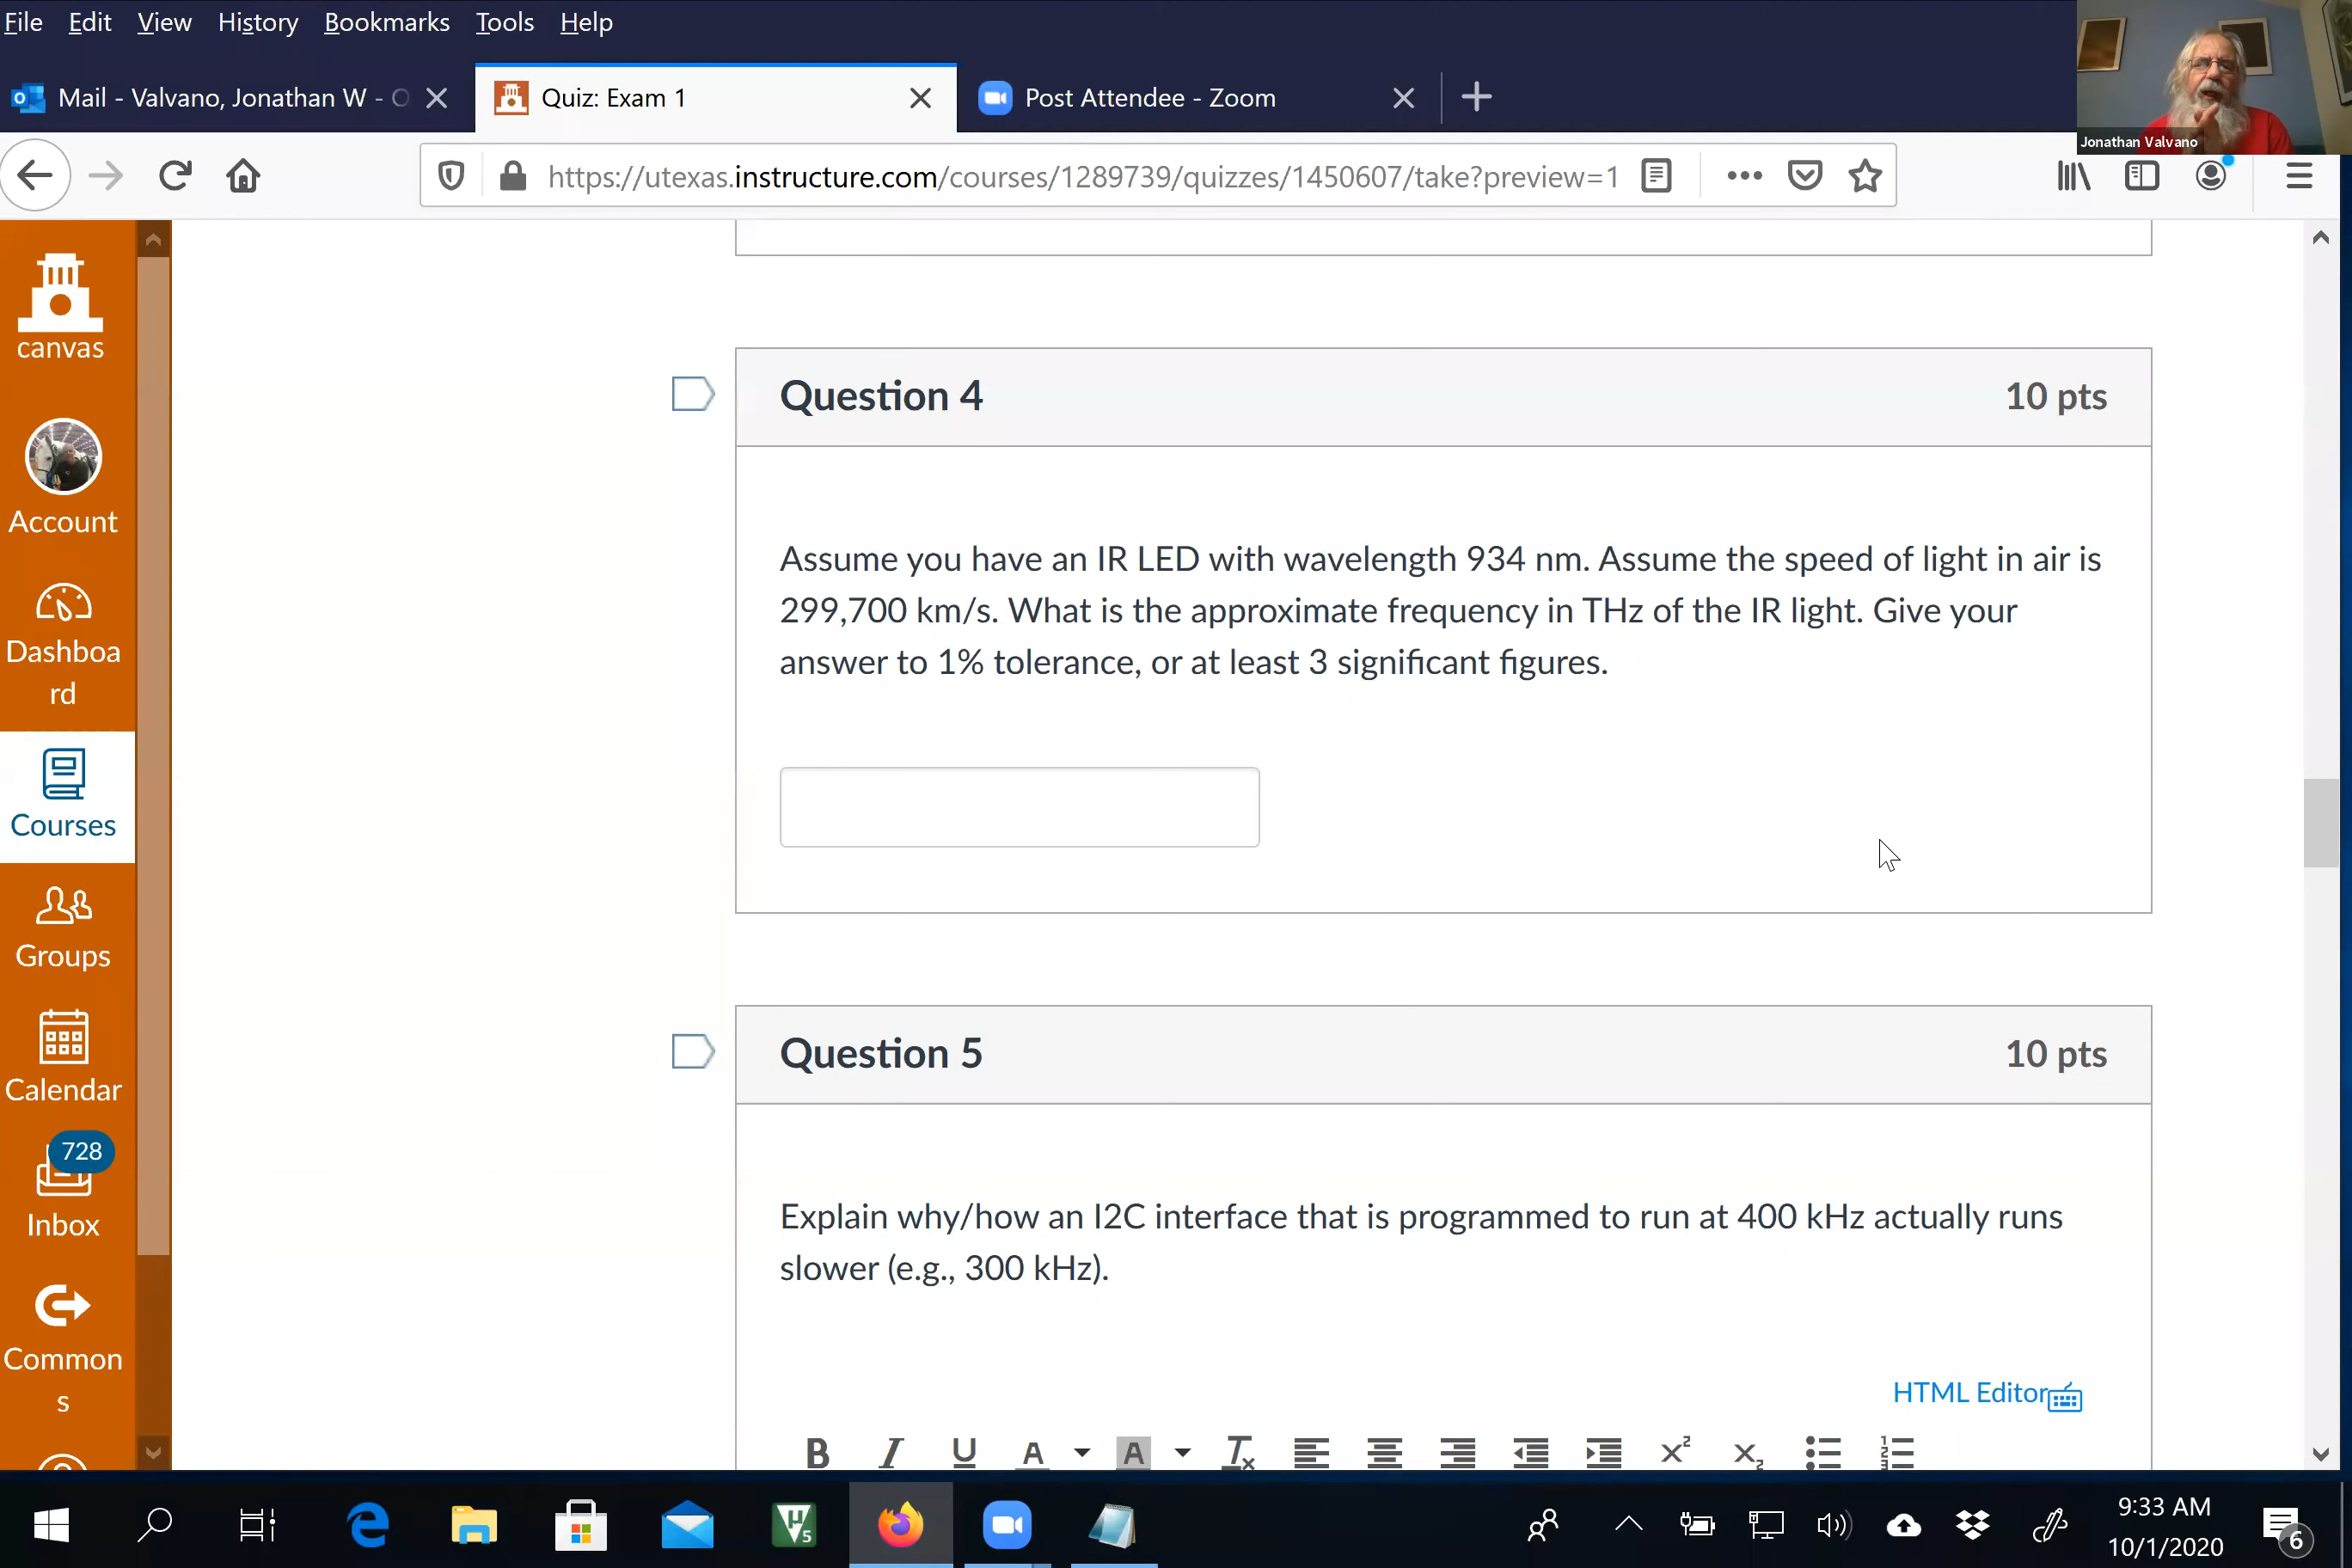 File Edit View History Bookmarks Tools Help
Mail - Valvano, Jonathan W - O
Quiz: Exam 1
Post Attendee - Zoom
Jonathan Valvano
https://utexas.instructure.com/courses/1289739/quizzes/1450607/take?preview=1
canvas
Account
Dashboa
rd
Courses
Groups
Calendar
728
Inbox
Common
s
Question 4
10 pts
Assume you have an IR LED with wavelength 934 nm. Assume the speed of light in air is
299,700 km/s. What is the approximate frequency in THz of the IR light. Give your
answer to 1% tolerance, or at least 3 significant figures.
Question 5
10 pts
Explain why/how an I2C interface that is programmed to run at 400 kHz actually runs
slower (e.g., 300 kHz).
HTML Editor
9:33 AM
10/1/2020
6